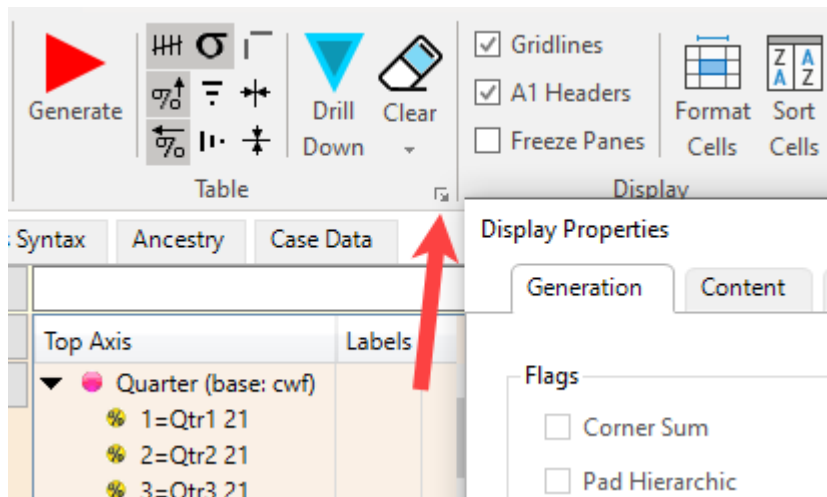 Generate
Drill
Down
Clear
Table
Gridlines
A1 Headers
Freeze Panes
Format
Cells
Sort
Cells
Display
Syntax
Ancestry
Case Data
Top Axis
Labels
Quarter (base: cwf)
1=Qtr1 21
2=Qtr2 21
3=Qtr3 21
Display Properties
Generation
Content
Flags
Corner Sum
Pad Hierarchic